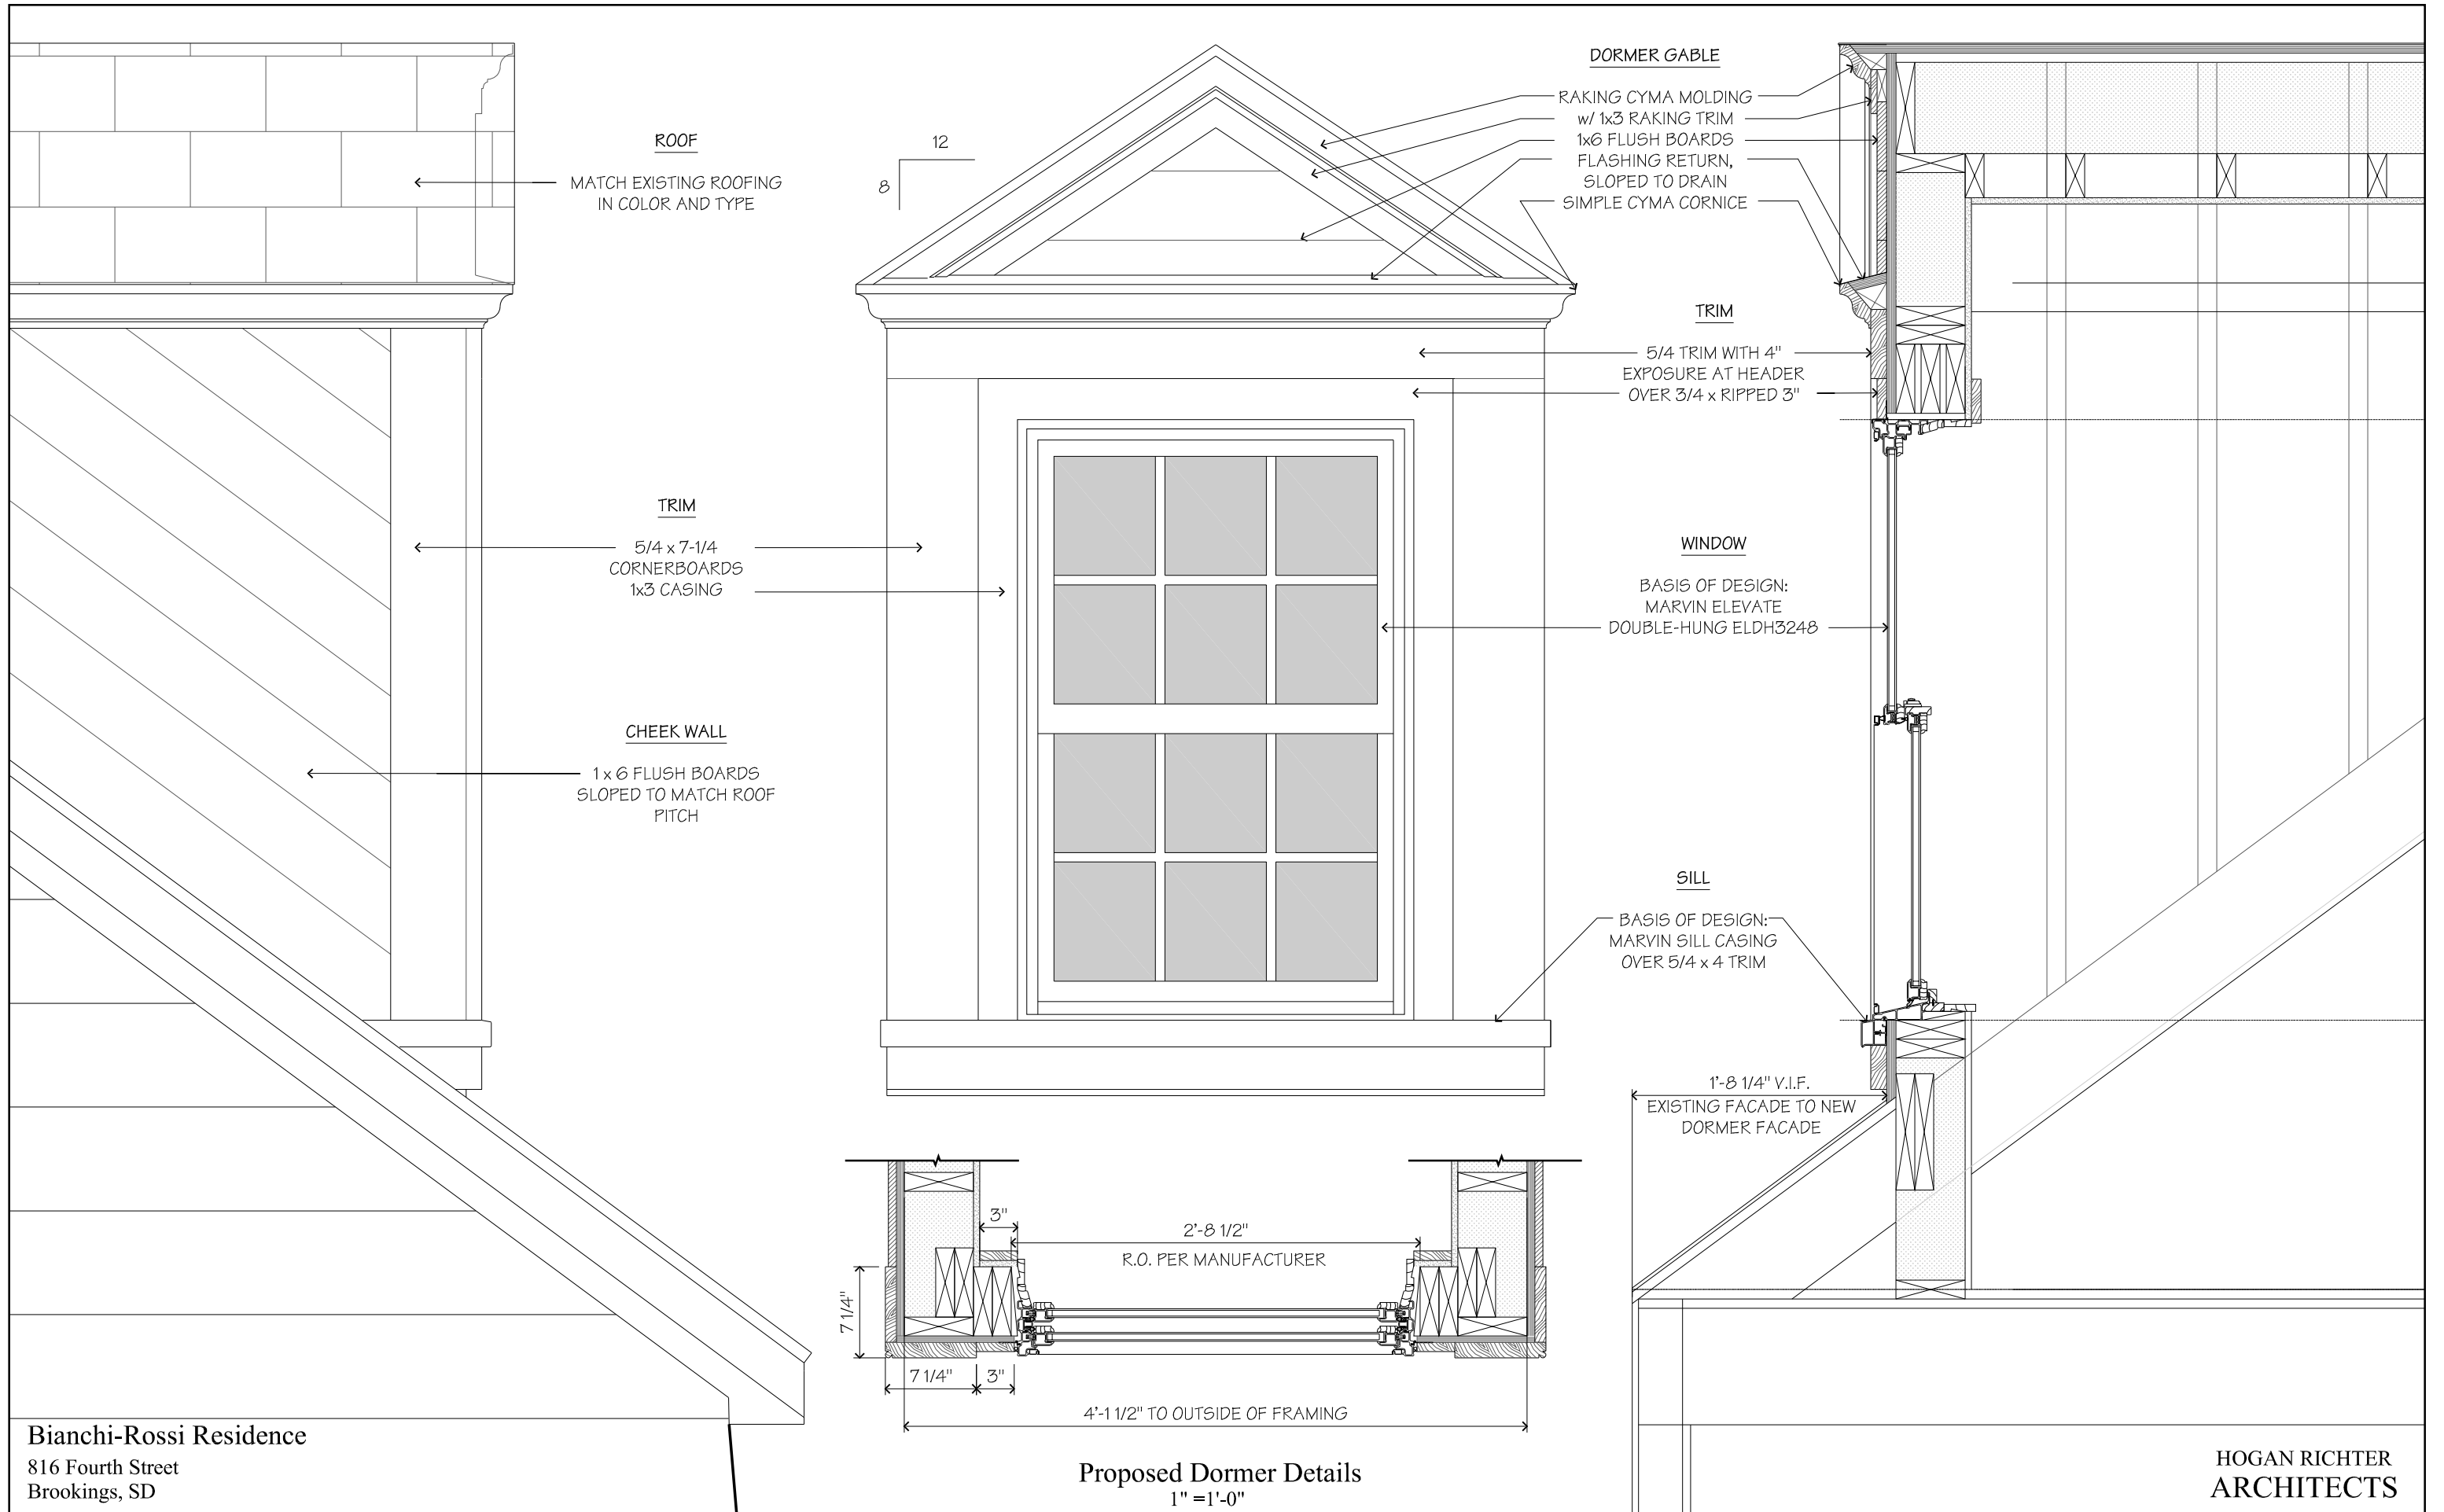 DORMER GABLE
RAKING CYMA MOLDING
w/ 1x3 RAKING TRIM
1x6 FLUSH BOARDS
FLASHING RETURN,
SLOPED TO DRAIN
SIMPLE CYMA CORNICE
ROOF
MATCH EXISTING ROOFING
IN COLOR AND TYPE
12
8
TRIM
5/4 TRIM WITH 4"
EXPOSURE AT HEADER
OVER 3/4 x RIPPED 3"
TRIM
5/4 x 7-1/4
CORNERBOARDS
1x3 CASING
WINDOW
BASIS OF DESIGN:
MARVIN ELEVATE
DOUBLE-HUNG ELDH3248
CHEEK WALL
1 x 6 FLUSH BOARDS
SLOPED TO MATCH ROOF
PITCH
SILL
BASIS OF DESIGN:
MARVIN SILL CASING
OVER 5/4 x 4 TRIM
1'-8 1/4" V.I.F.
EXISTING FACADE TO NEW
DORMER FACADE
3"
2'-8 1/2"
R.O. PER MANUFACTURER
7 1/4"
7 1/4"
3"
4'-1 1/2" TO OUTSIDE OF FRAMING
Bianchi-Rossi Residence
816 Fourth Street
Brookings, SD
Proposed Dormer Details
1" =1'-0"
HOGAN RICHTER
ARCHITECTS